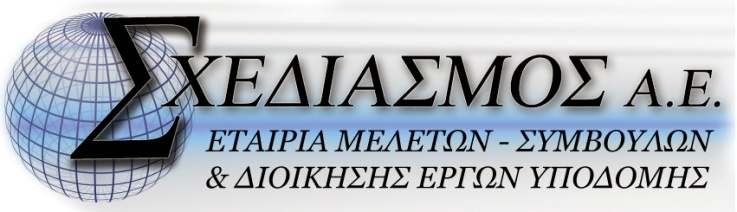 ΣΧΕΔΙΑΣΜΟΣ Α.Ε.
ΕΤΑΙΡΙΑ ΜΕΛΕΤΩΝ - ΣΥΜΒΟΥΛΩΝ
& ΔΙΟΙΚΗΣΗΣ ΕΡΓΩΝ ΥΠΟΔΟΜΗΣ